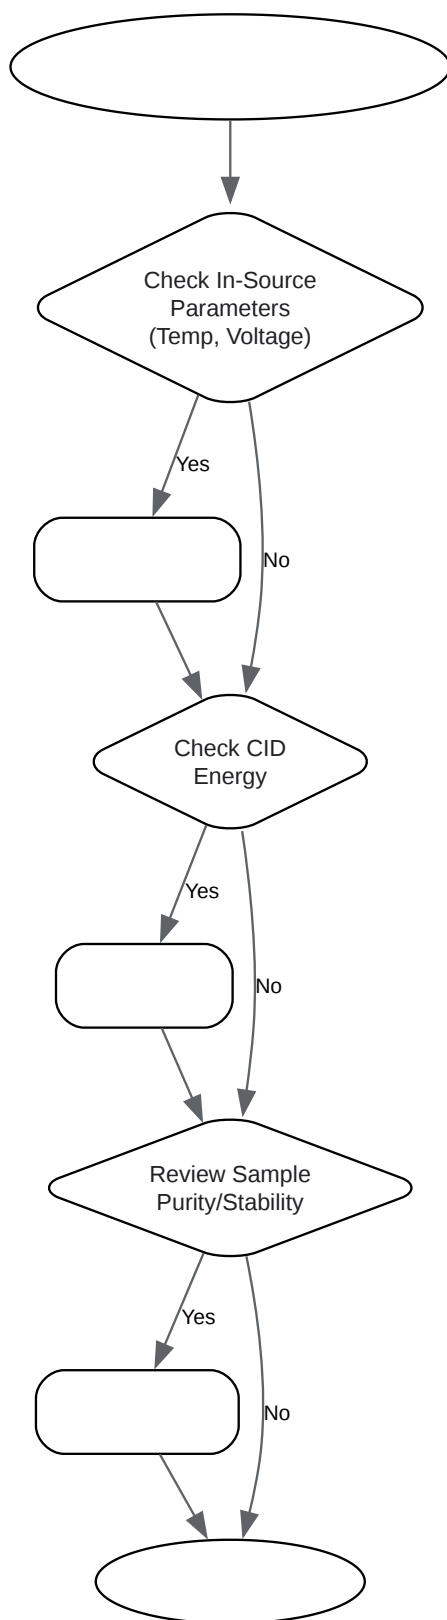 Check In-Source
Parameters
(Temp, Voltage)
Yes
No
Check CID
Energy
Yes
No
Review Sample
Purity/Stability
Yes
No